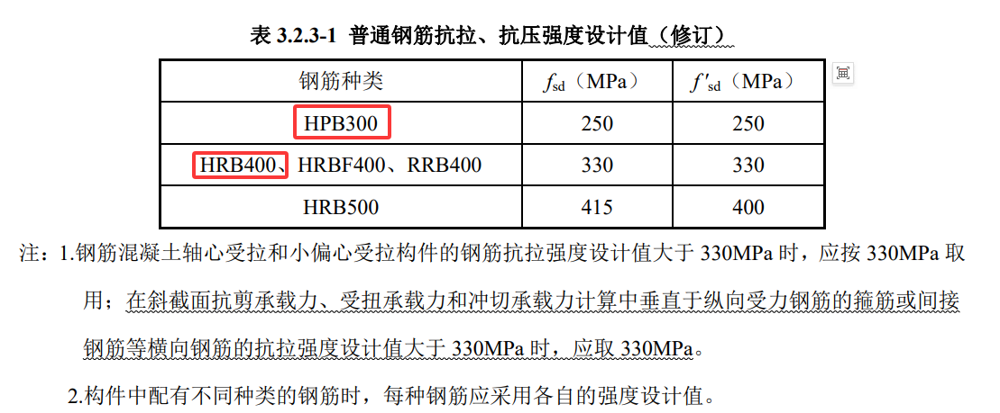 表 3.2.3-1 普通钢筋抗拉、抗压强度设计值（修订）
钢筋种类 fsd（MPa） f′sd（MPa）
HPB300 250 250
HRB400、HRBF400、RRB400 330 330
HRB500 415 400
注：1.钢筋混凝土轴心受拉和小偏心受拉构件的钢筋抗拉强度设计值大于 330MPa 时，应按 330MPa 取
用；在斜截面抗剪承载力、受扭承载力和冲切承载力计算中垂直于纵向受力钢筋的箍筋或间接
钢筋等横向钢筋的抗拉强度设计值大于 330MPa 时，应取 330MPa。
2.构件中配有不同种类的钢筋时，每种钢筋应采用各自的强度设计值。